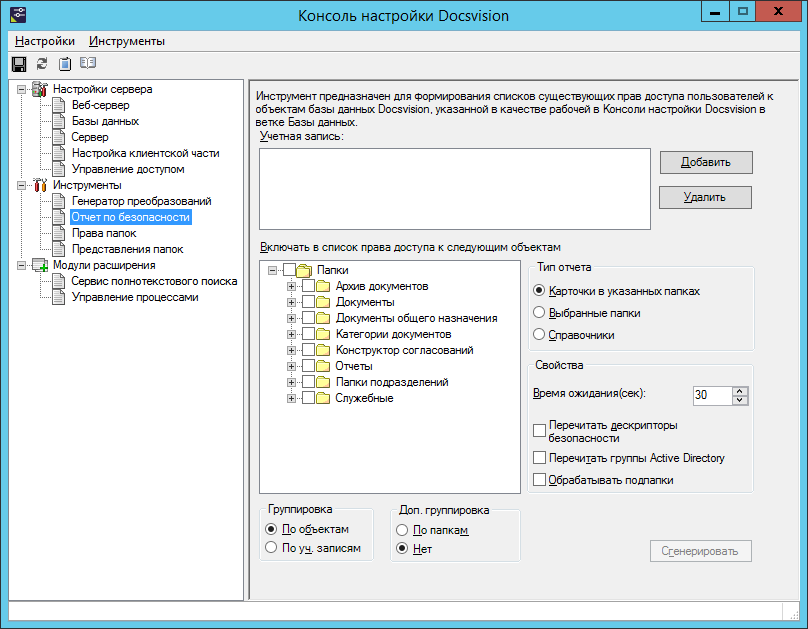 Консоль настройки Docsvision
Настройки Инструменты
Настройки сервера
Веб-сервер
Базы данных
Сервер
Настройка клиентской части
Управление доступом
Инструменты
Генератор преобразований
Отчет по безопасности
Права папок
Представления папок
Модули расширения
Сервис полнотекстового поиска
Управление процессами
Инструмент предназначен для формирования списков существующих прав доступа пользователей к
объектам базы данных Docsvision, указанной в качестве рабочей в Консоли настройки Docsvision в
ветке Базы данных.
Учетная запись:
Добавить
Удалить
Включать в список права доступа к следующим объектам
Папки
Архив документов
Документы
Документы общего назначения
Категории документов
Конструктор согласований
Отчеты
Папки подразделений
Служебные
Тип отчета
Карточки в указанных папках
Выбранные папки
Справочники
Свойства
Время ожидания(сек):
30
Перечитать дескрипторы
безопасности
Перечитать группы Active Directory
Обрабатывать подпапки
Группировка
По объектам
По уч. записям
Доп. группировка
По папкам
Нет
Сгенерировать